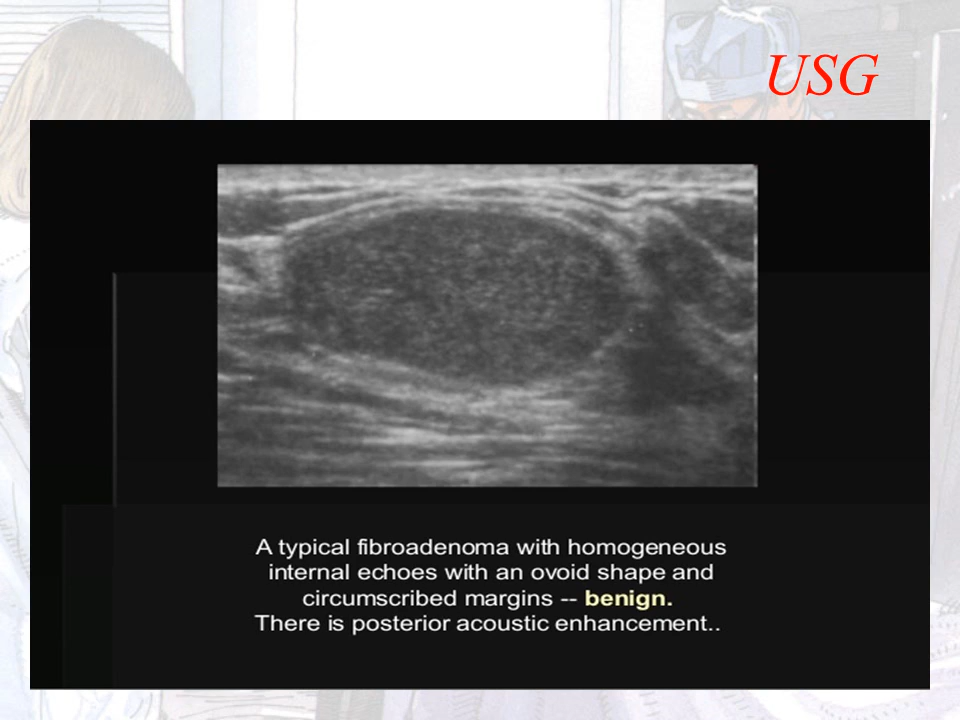 USG
A typical fibroadenoma with homogeneous
internal echoes with an ovoid shape and
circumscribed margins -- benign.
There is posterior acoustic enhancement..